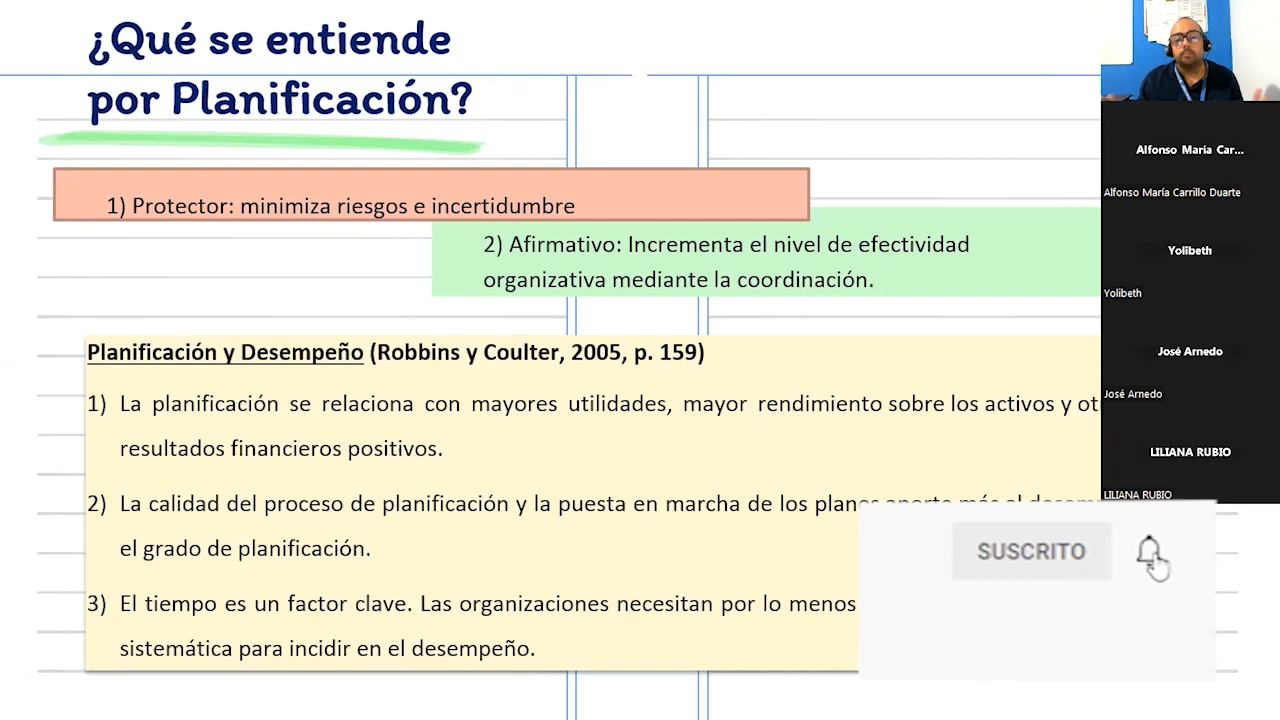 ¿Qué se entiende
por Planificación?
1) Protector: minimiza riesgos e incertidumbre
2) Afirmativo: Incrementa el nivel de efectividad
organizativa mediante la coordinación.
Planificación y Desempeño (Robbins y Coulter, 2005, p. 159)
1) La planificación se relaciona con mayores utilidades, mayor rendimiento sobre los activos y ot
resultados financieros positivos.
2) La calidad del proceso de planificación y la puesta en marcha de los planes aporta más al
el grado de planificación.
3) El tiempo es un factor clave. Las organizaciones necesitan por lo menos
sistemática para incidir en el desempeño.
Alfonso María Car...
Alfonso María Carrillo Duarte
Yolibeth
Yolibeth
José Arnedo
José Arnedo
LILIANA RUBIO
LILIANA RUBIO
SUSCRITO